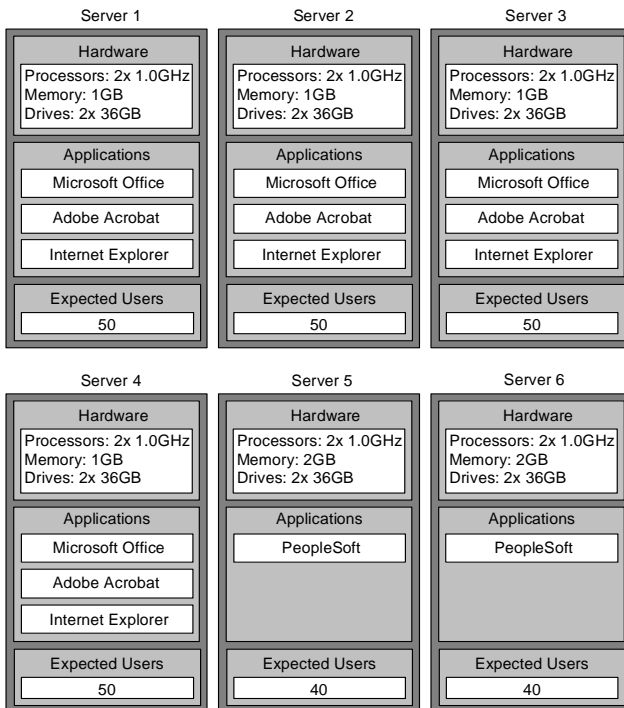 Server 1
Hardware
Processors: 2x 1.0GHz
Memory: 1GB
Drives: 2x 36GB
Applications
Microsoft Office
Adobe Acrobat
Internet Explorer
Expected Users
50
Server 2
Hardware
Processors: 2x 1.0GHz
Memory: 1GB
Drives: 2x 36GB
Applications
Microsoft Office
Adobe Acrobat
Internet Explorer
Expected Users
50
Server 3
Hardware
Processors: 2x 1.0GHz
Memory: 1GB
Drives: 2x 36GB
Applications
Microsoft Office
Adobe Acrobat
Internet Explorer
Expected Users
50
Server 4
Hardware
Processors: 2x 1.0GHz
Memory: 1GB
Drives: 2x 36GB
Applications
Microsoft Office
Adobe Acrobat
Internet Explorer
Expected Users
50
Server 5
Hardware
Processors: 2x 1.0GHz
Memory: 2GB
Drives: 2x 36GB
Applications
PeopleSoft
Expected Users
40
Server 6
Hardware
Processors: 2x 1.0GHz
Memory: 2GB
Drives: 2x 36GB
Applications
PeopleSoft
Expected Users
40